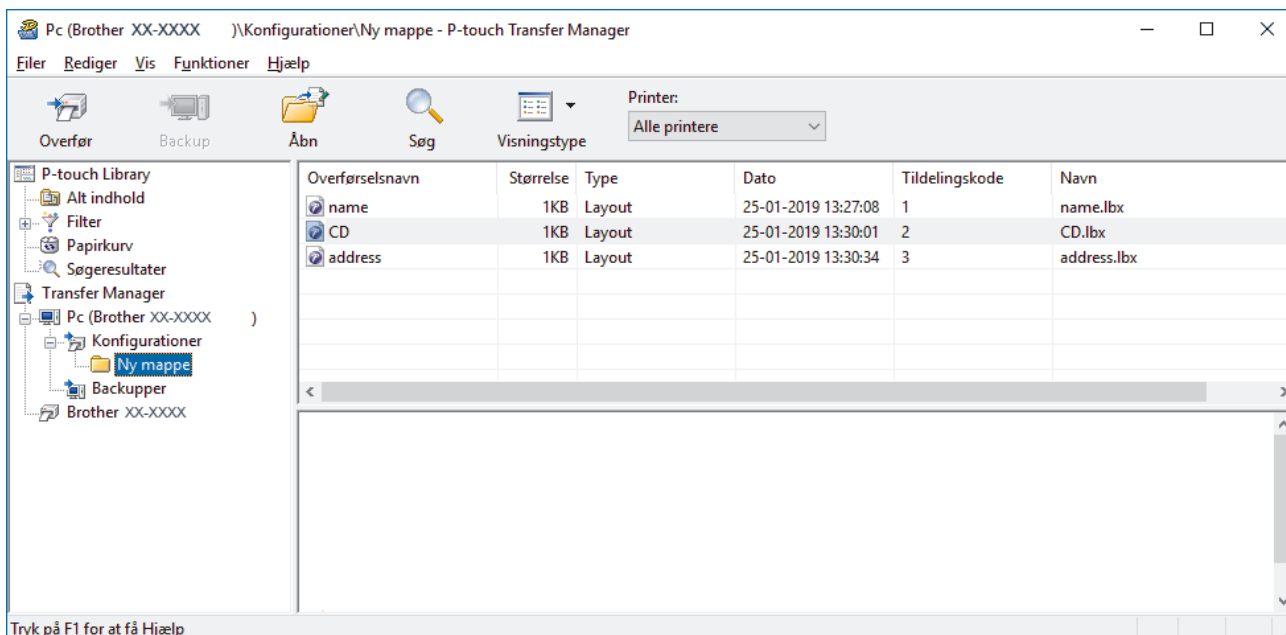 Pc (Brother XX-XXXX )\Konfigurationer\Ny mappe - P-touch Transfer Manager
Filer Rediger Vis Funktioner Hjælp
Printer:
Alle printere
Overfør Backup Åbn Søg Visningstype
P-touch Library
Alt indhold
Filter
Papirkurv
Søgeresultater
Transfer Manager
Pc (Brother XX-XXXX )
Konfigurationer
Ny mappe
Backupper
Brother XX-XXXX
Overførselsnavn Størrelse Type Dato Tildelingskode Navn
name 1KB Layout 25-01-2019 13:27:08 1 name.lbx
CD 1KB Layout 25-01-2019 13:30:01 2 CD.lbx
address 1KB Layout 25-01-2019 13:30:34 3 address.lbx
Tryk på F1 for at få Hjælp